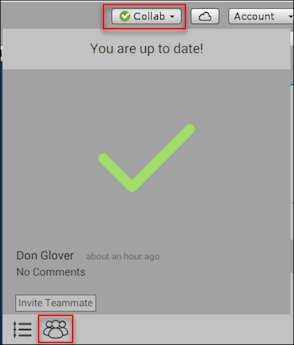 Collab Account
You are up to date!
Don Glover about an hour ago
No Comments
Invite Teammate